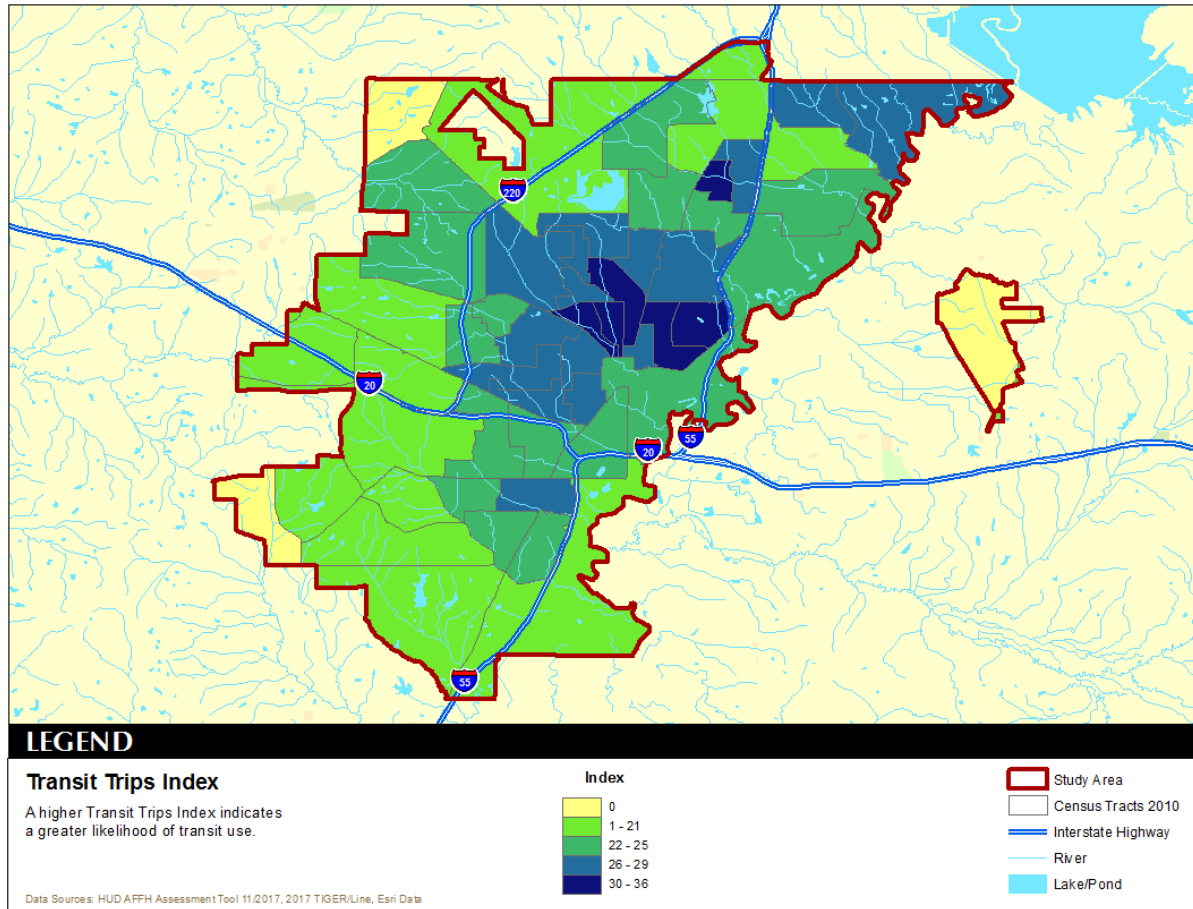 220
20
20
55
55
LEGEND
Transit Trips Index
A higher Transit Trips Index indicates
a greater likelihood of transit use.
Data Sources: HUD AFFH Assessment Tool 11/2017, 2017 TIGER/Line, Esri Data
Index
0
1 - 21
22 - 25
26 - 29
30 - 36
Study Area
Census Tracts 2010
Interstate Highway
River
Lake/Pond